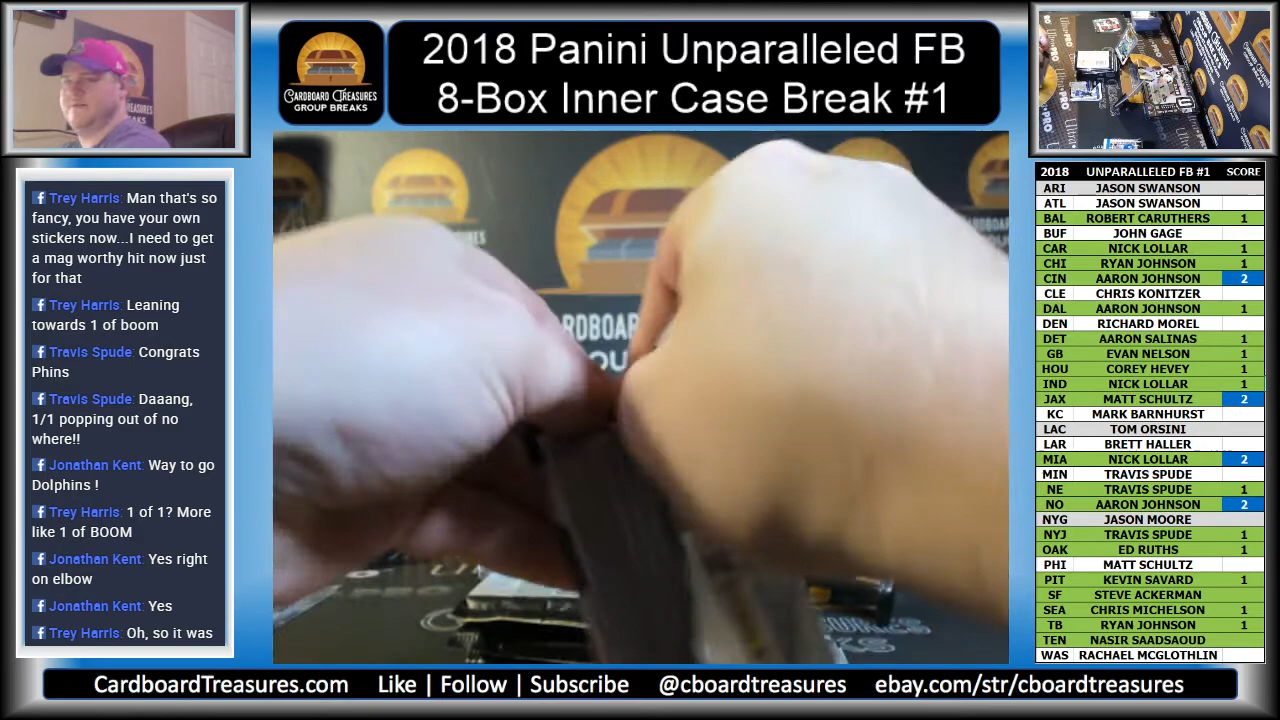 2018 Panini Unparalleled FB
8-Box Inner Case Break #1
CARDBOARD TREASURES
GROUP BREAKS
Trey Harris: Man that's so
fancy, you have your own
stickers now...I need to get
a mag worthy hit now just
for that
Trey Harris: Leaning
towards 1 of boom
Travis Spude: Congrats
Phins
Travis Spude: Daaang,
1/1 popping out of no
where!!
Jonathan Kent: Way to go
Dolphins !
Trey Harris: 1 of 1? More
like 1 of BOOM
Jonathan Kent: Yes right
on elbow
Jonathan Kent: Yes
Trey Harris: Oh, so it was
2018 UNPARALLELED FB #1 SCORE
ARI JASON SWANSON
ATL JASON SWANSON
BAL ROBERT CARUTHERS 1
BUF JOHN GAGE
CAR NICK LOLLAR 1
CHI RYAN JOHNSON 1
CIN AARON JOHNSON 2
CLE CHRIS KONITZER
DAL AARON JOHNSON 1
DEN RICHARD MOREL
DET AARON SALINAS 1
GB EVAN NELSON 1
HOU COREY HEVEY 1
IND NICK LOLLAR 1
JAX MATT SCHULTZ 2
KC MARK BARNHURST
LAC TOM ORSINI
LAR BRETT HALLER
MIA NICK LOLLAR 2
MIN TRAVIS SPUDE
NE TRAVIS SPUDE 1
NO AARON JOHNSON 2
NYG JASON MOORE
NYJ TRAVIS SPUDE 1
OAK ED RUTHS 1
PHI MATT SCHULTZ
PIT KEVIN SAVARD 1
SF STEVE ACKERMAN
SEA CHRIS MICHELSON 1
TB RYAN JOHNSON 1
TEN NASIR SAADSAOUD
WAS RACHAEL MCGLOTHLIN
CardboardTreasures.com Like | Follow | Subscribe @cboardtreasures ebay.com/str/cboardtreasures